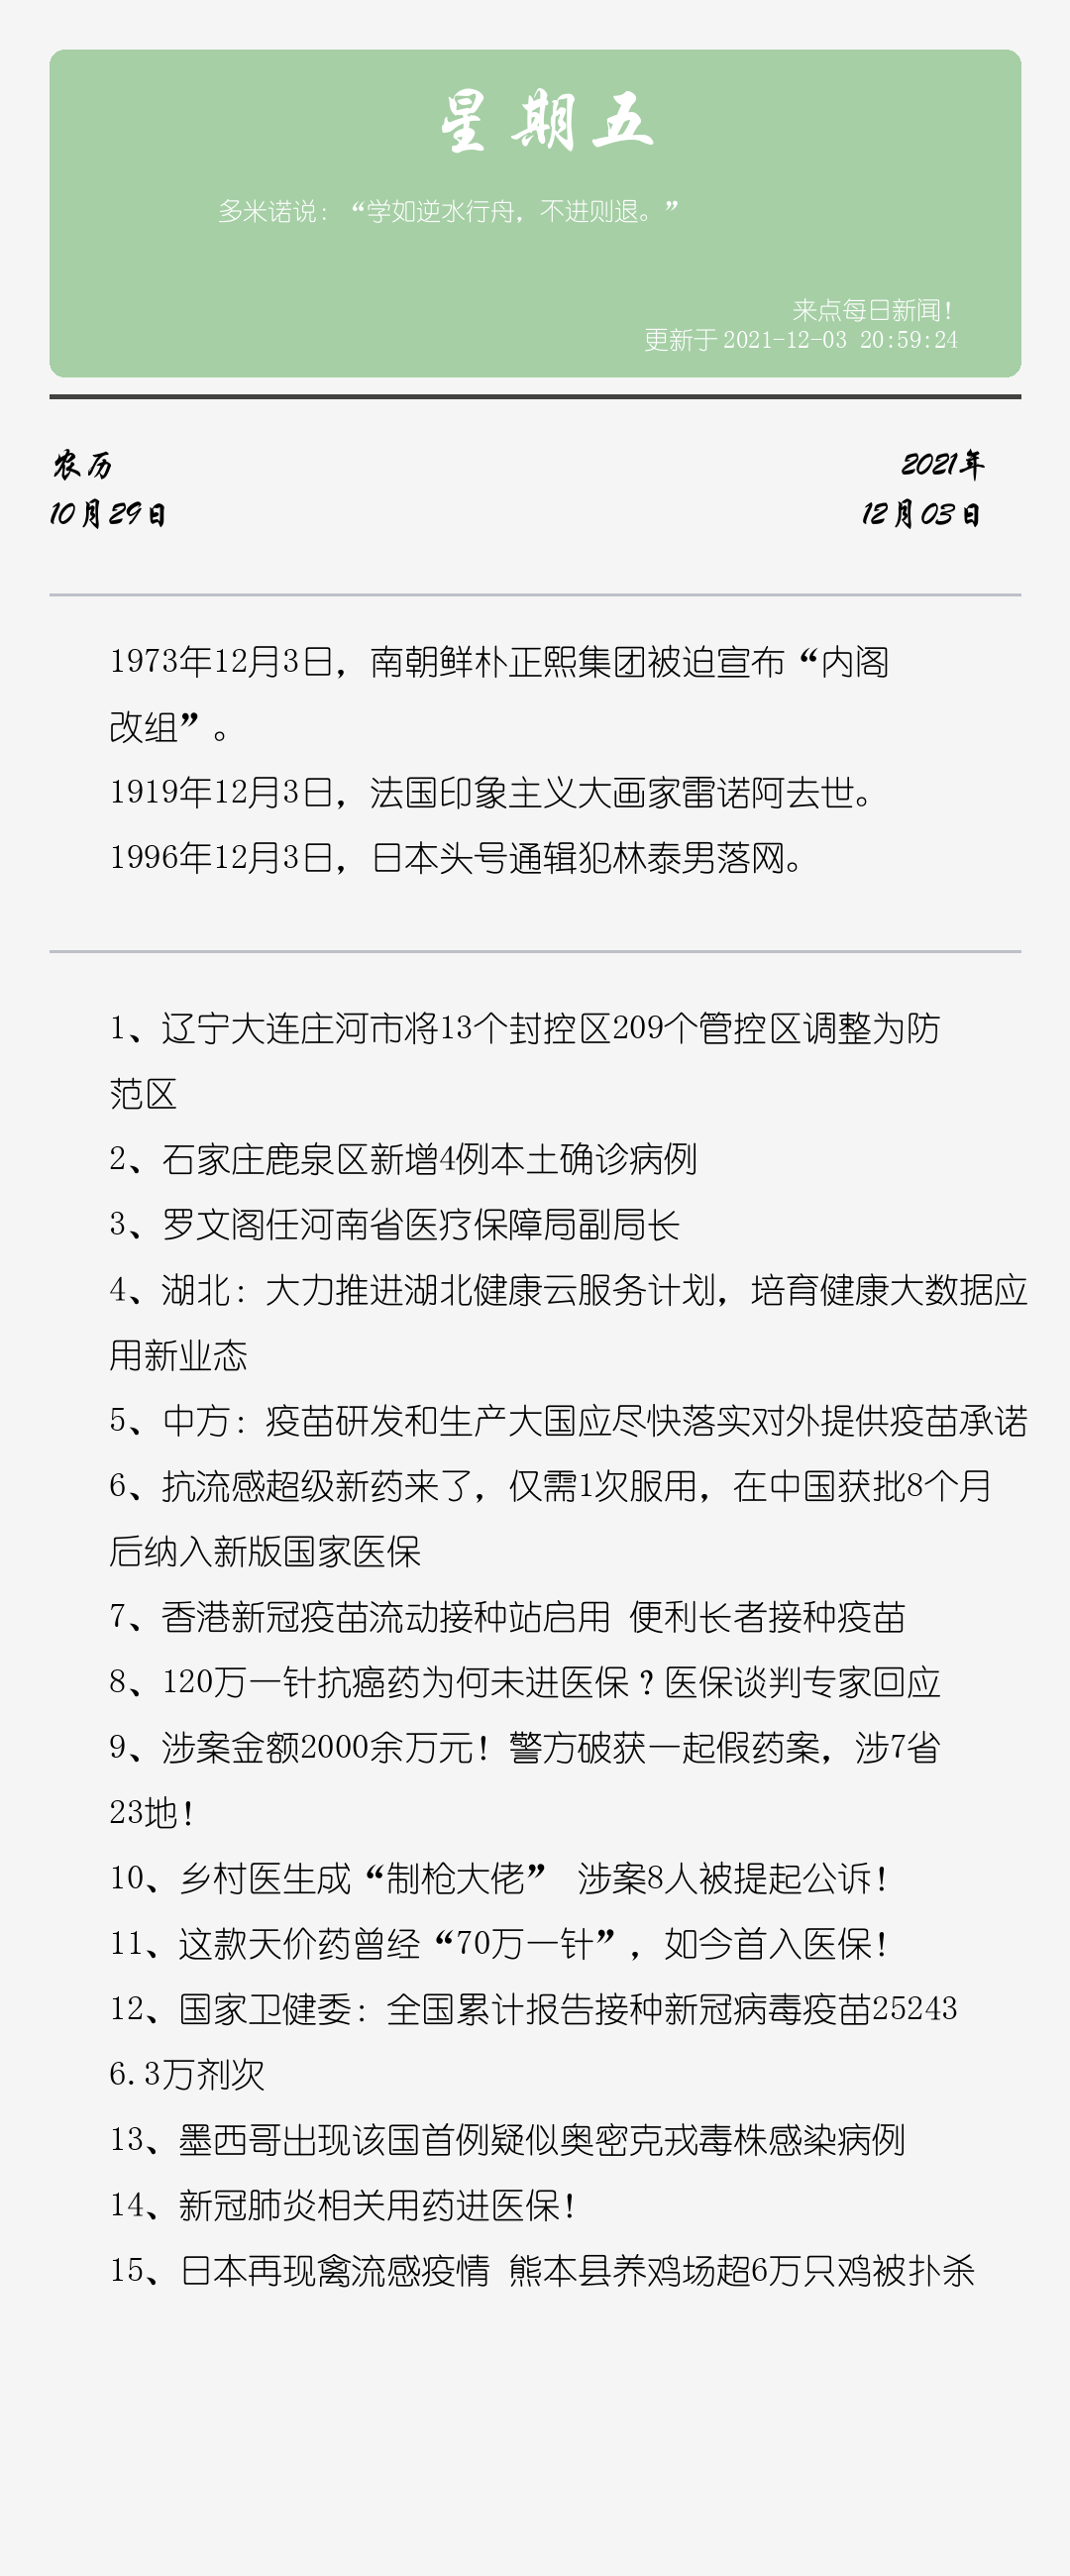 星期五
多米诺说：“学如逆水行舟，不进则退。”
来点每日新闻！
更新于 2021-12-03 20:59:24
农历
2021年
10月29日
12月03日
1973年12月3日，南朝鲜朴正熙集团被迫宣布“内阁
改组”。
1919年12月3日，法国印象主义大画家雷诺阿去世。
1996年12月3日，日本头号通辑犯林泰男落网。
1、辽宁大连庄河市将13个封控区209个管控区调整为防
范区
2、石家庄鹿泉区新增4例本土确诊病例
3、罗文阁任河南省医疗保障局副局长
4、湖北：大力推进湖北健康云服务计划，培育健康大数据应
用新业态
5、中方：疫苗研发和生产大国应尽快落实对外提供疫苗承诺
6、抗流感超级新药来了，仅需1次服用，在中国获批8个月
后纳入新版国家医保
7、香港新冠疫苗流动接种站启用 便利长者接种疫苗
8、120万一针抗癌药为何未进医保？医保谈判专家回应
9、涉案金额2000余万元！警方破获一起假药案，涉7省
23地！
10、乡村医生成“制枪大佬” 涉案8人被提起公诉！
11、这款天价药曾经“70万一针”，如今首入医保！
12、国家卫健委：全国累计报告接种新冠病毒疫苗25243
6.3万剂次
13、墨西哥出现该国首例疑似奥密克戎毒株感染病例
14、新冠肺炎相关用药进医保！
15、日本再现禽流感疫情 熊本县养鸡场超6万只鸡被扑杀